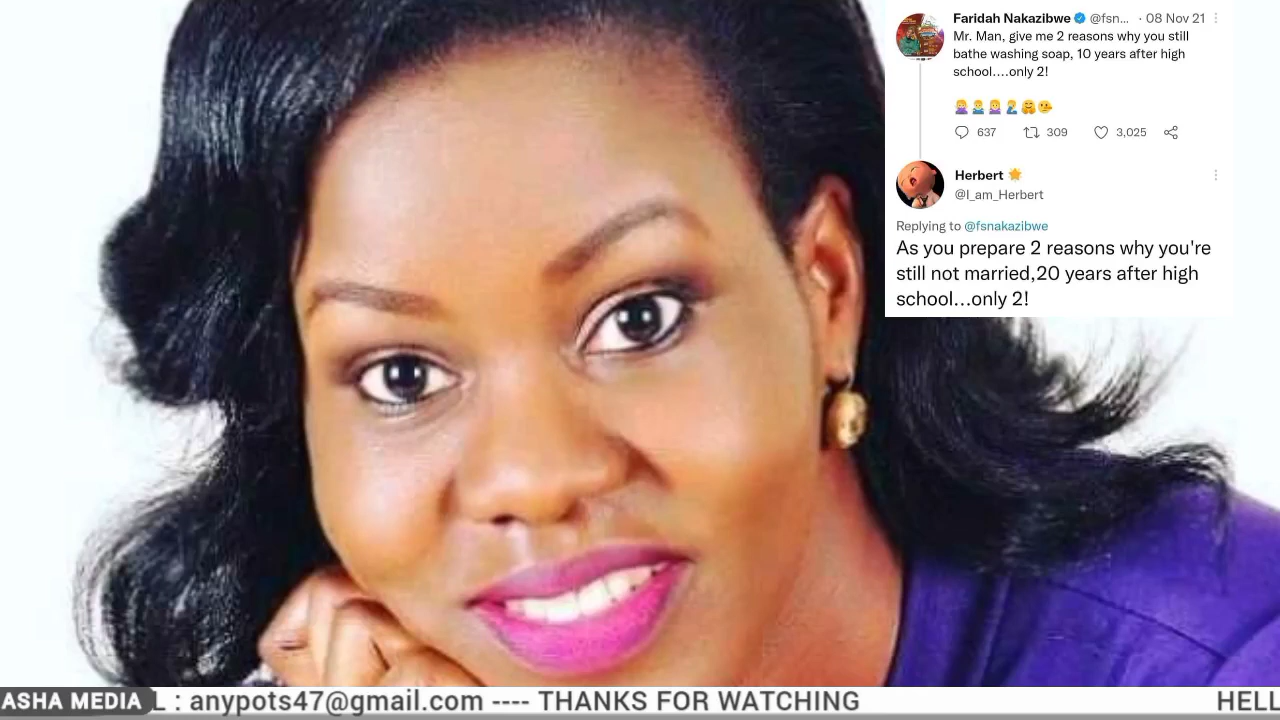 Faridah Nakazibwe @fsn... · 08 Nov 21
Mr. Man, give me 2 reasons why you still
bathe washing soap, 10 years after high
school....only 2!
🤷‍♀️🤷‍♂️🤷‍♀️🤦‍♂️🤗🤥
637 309 3,025
Herbert 🌟
@I_am_Herbert
Replying to @fsnakazibwe
As you prepare 2 reasons why you're
still not married,20 years after high
school...only 2!
ASHA MEDIA L : anypots47@gmail.com ---- THANKS FOR WATCHING HELL